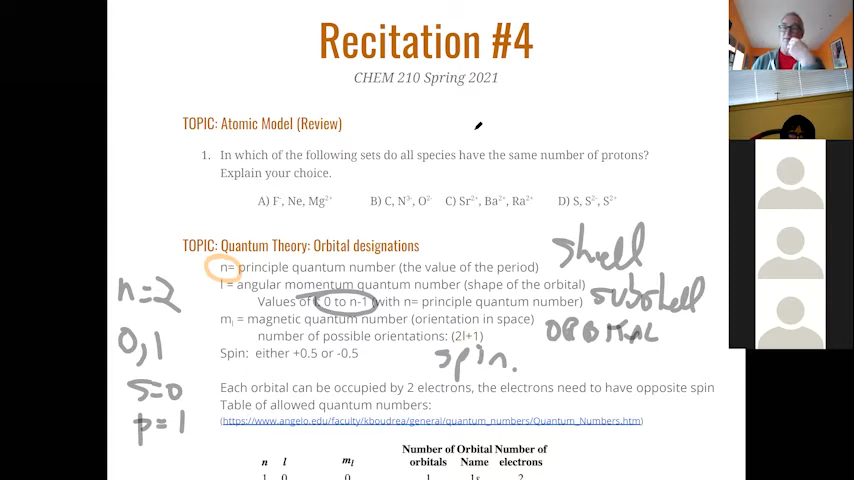 Recitation #4
CHEM 210 Spring 2021
TOPIC: Atomic Model (Review)
1. In which of the following sets do all species have the same number of protons?
Explain your choice.
A) F⁻, Ne, Mg²⁺ B) C, N³⁻, O²⁻ C) Sr²⁺, Ba²⁺, Ra²⁺ D) S, S²⁻, S²⁺
TOPIC: Quantum Theory: Orbital designations
shell
n= principle quantum number (the value of the period)
l = angular momentum quantum number (shape of the orbital)
n=2
Values of l: 0 to n-1 (with n= principle quantum number)
subshell
mₗ = magnetic quantum number (orientation in space)
ORBITAL
number of possible orientations: (2l+1)
0,1
Spin: either +0.5 or -0.5
spin.
Each orbital can be occupied by 2 electrons, the electrons need to have opposite spin
s=0
Table of allowed quantum numbers:
p=1
(https://www.angelo.edu/faculty/kboudrea/general/quantum_numbers/Quantum_Numbers.htm)
Number of Orbital Number of
n l mₗ orbitals Name electrons
1 0 0 1 1s 2